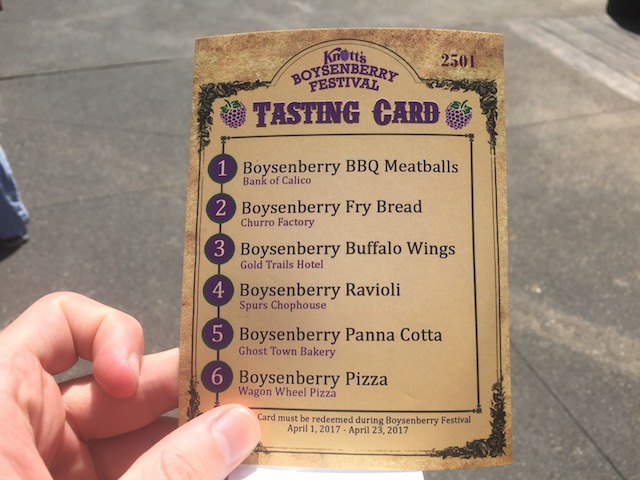 2501
Knott's
BOYSENBERRY
FESTIVAL
TASTING CARD
1 Boysenberry BBQ Meatballs
Bank of Calico
2 Boysenberry Fry Bread
Churro Factory
3 Boysenberry Buffalo Wings
Gold Trails Hotel
4 Boysenberry Ravioli
Spurs Chophouse
5 Boysenberry Panna Cotta
Ghost Town Bakery
6 Boysenberry Pizza
Wagon Wheel Pizza
Card must be redeemed during Boysenberry Festival
April 1, 2017 - April 23, 2017